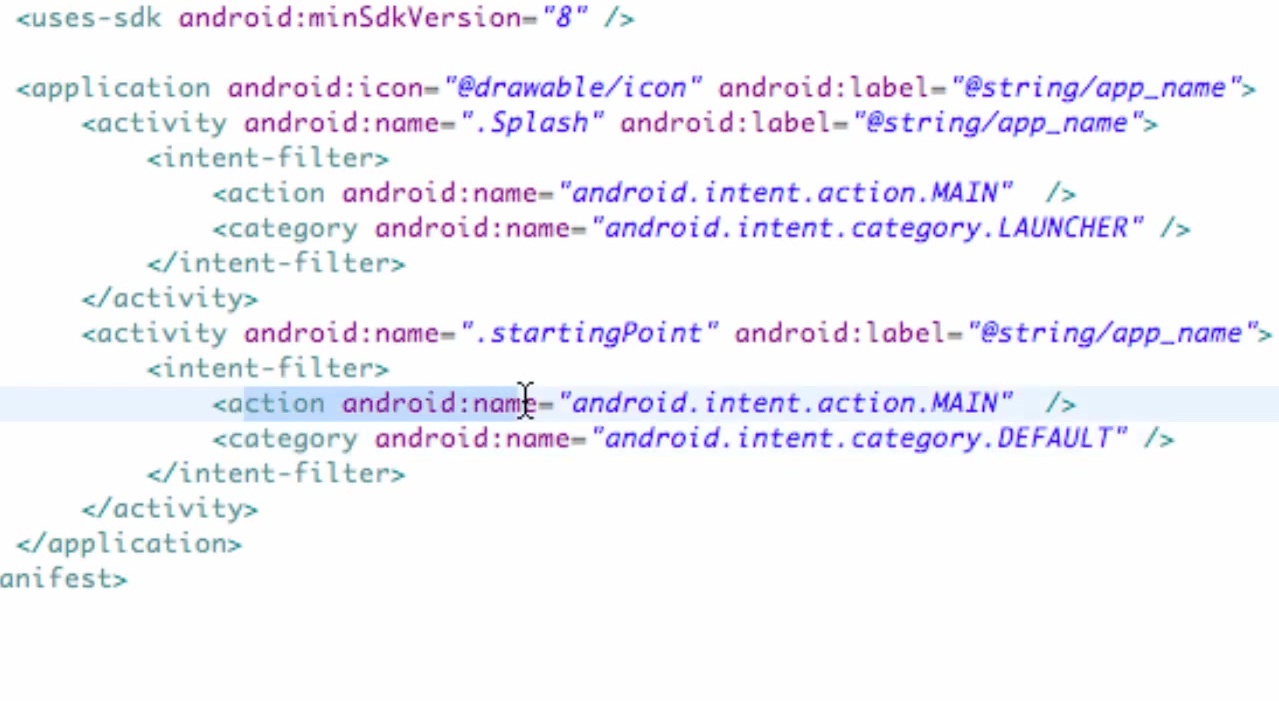 <uses-sdk android:minSdkVersion="8" />
<application android:icon="@drawable/icon" android:label="@string/app_name">
<activity android:name=".Splash" android:label="@string/app_name">
<intent-filter>
<action android:name="android.intent.action.MAIN"  />
<category android:name="android.intent.category.LAUNCHER" />
</intent-filter>
</activity>
<activity android:name=".startingPoint" android:label="@string/app_name">
<intent-filter>
<action android:name="android.intent.action.MAIN"  />
<category android:name="android.intent.category.DEFAULT" />
</intent-filter>
</activity>
</application>
anifest>